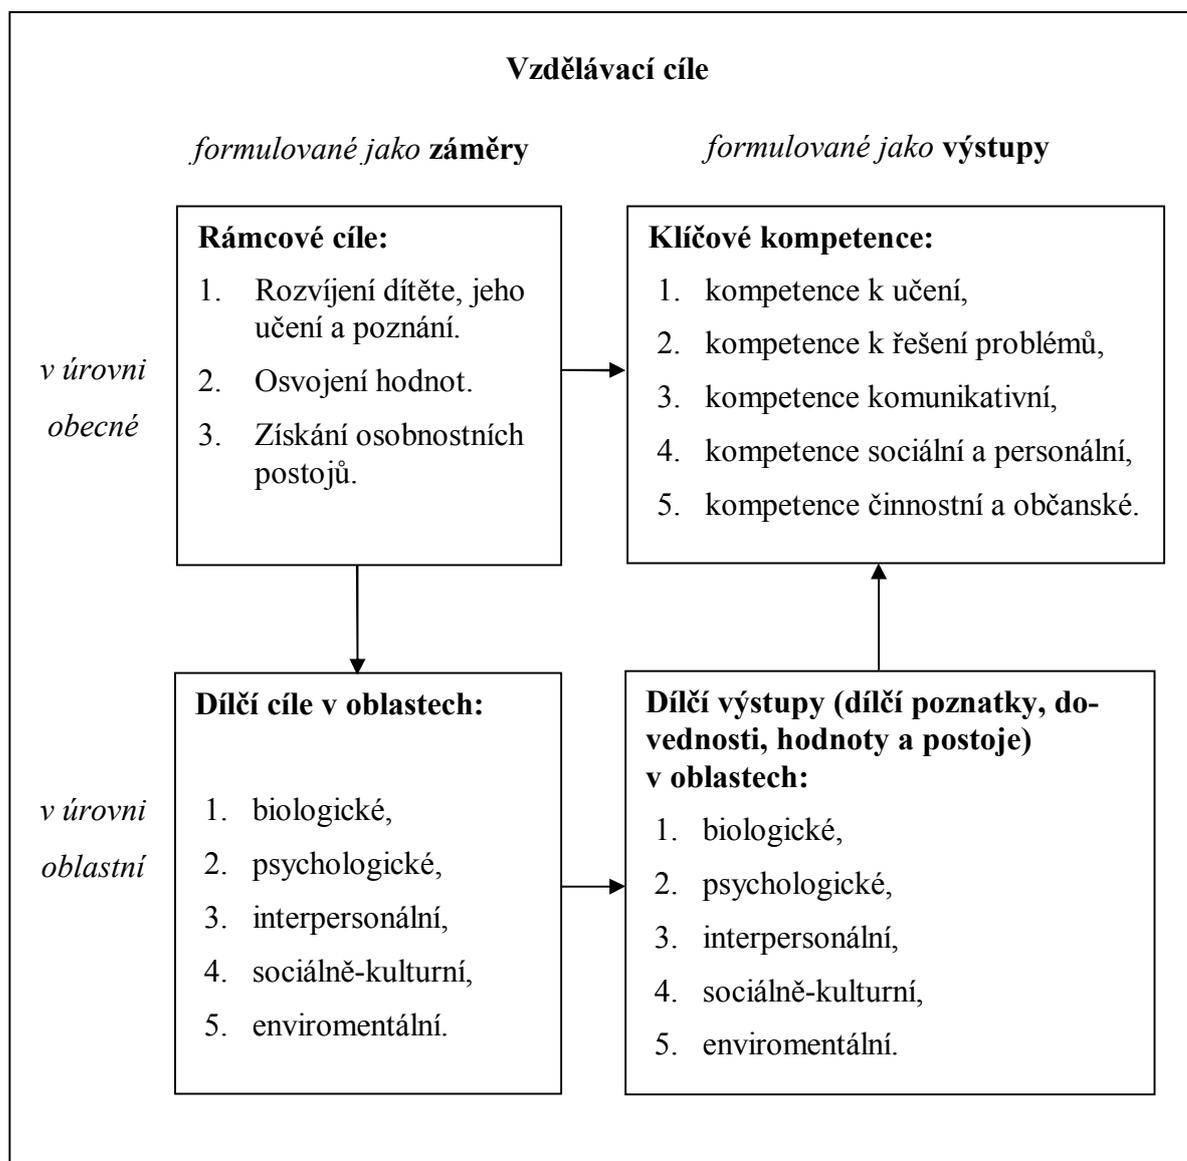 Vzdělávací cíle
formulované jako záměry
formulované jako výstupy
v úrovni
obecné
Rámcové cíle:
1. Rozvíjení dítěte, jeho
učení a poznání.
2. Osvojení hodnot.
3. Získání osobnostních
postojů.
Klíčové kompetence:
1. kompetence k učení,
2. kompetence k řešení problémů,
3. kompetence komunikativní,
4. kompetence sociální a personální,
5. kompetence činnostní a občanské.
v úrovni
oblastní
Dílčí cíle v oblastech:
1. biologické,
2. psychologické,
3. interpersonální,
4. sociálně-kulturní,
5. enviromentální.
Dílčí výstupy (dílčí poznatky, do-
vednosti, hodnoty a postoje)
v oblastech:
1. biologické,
2. psychologické,
3. interpersonální,
4. sociálně-kulturní,
5. enviromentální.